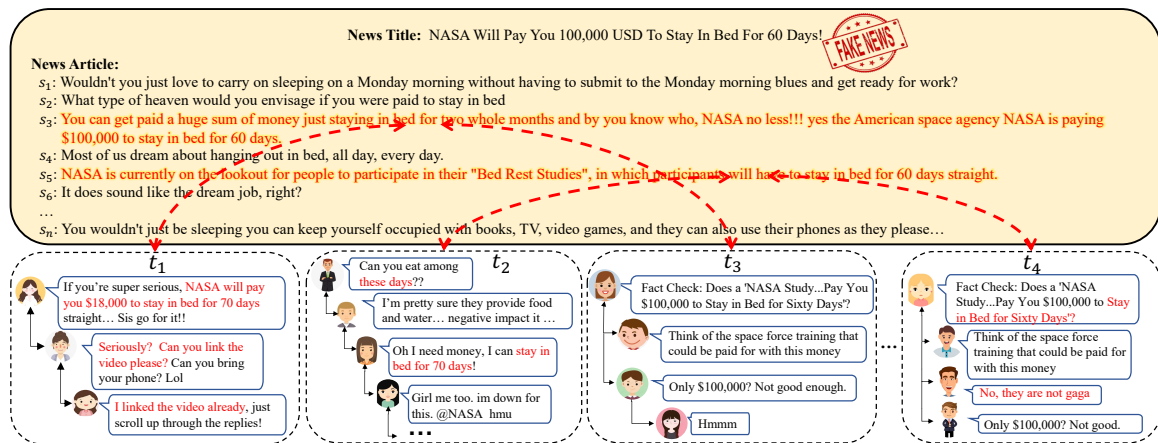 News Title: NASA Will Pay You 100,000 USD To Stay In Bed For 60 Days!
FAKE NEWS
News Article:
s1: Wouldn't you just love to carry on sleeping on a Monday morning without having to submit to the Monday morning blues and get ready for work?
s2: What type of heaven would you envisage if you were paid to stay in bed
s3: You can get paid a huge sum of money just staying in bed for two whole months and by you know who, NASA no less!!! yes the American space agency NASA is paying
$100,000 to stay in bed for 60 days.
s4: Most of us dream about hanging out in bed, all day, every day.
s5: NASA is currently on the lookout for people to participate in their "Bed Rest Studies", in which participants will have to stay in bed for 60 days straight.
s6: It does sound like the dream job, right?
…
sn: You wouldn't just be sleeping you can keep yourself occupied with books, TV, video games, and they can also use their phones as they please…
t1
If you're super serious, NASA will pay
you $18,000 to stay in bed for 70 days
straight… Sis go for it!!
Seriously? Can you link the
video please? Can you bring
your phone? Lol
I linked the video already, just
scroll up through the replies!
t2
Can you eat among
these days??
I'm pretty sure they provide food
and water… negative impact it …
Oh I need money, I can stay in
bed for 70 days!
Girl me too. im down for
this. @NASA hmu
…
t3
Fact Check: Does a 'NASA Study...Pay You
$100,000 to Stay in Bed for Sixty Days'?
Think of the space force training that
could be paid for with this money
Only $100,000? Not good enough.
Hmmm
…
t4
Fact Check: Does a 'NASA
Study...Pay You $100,000 to Stay
in Bed for Sixty Days'?
Think of the space force
training that could be paid for
with this money
No, they are not gaga
Only $100,000? Not good.